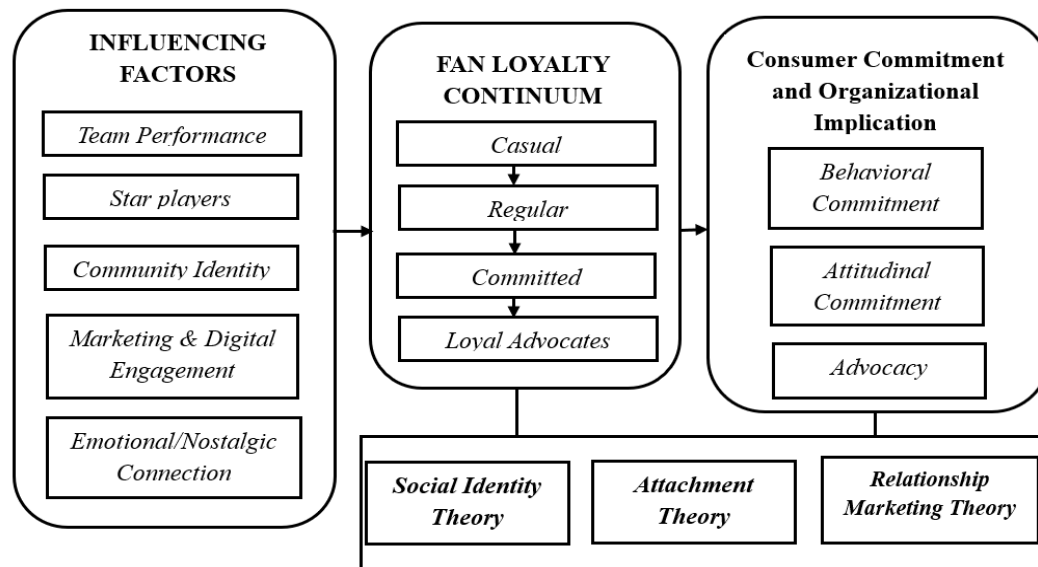 INFLUENCING
FACTORS
Team Performance
Star players
Community Identity
Marketing & Digital
Engagement
Emotional/Nostalgic
Connection
FAN LOYALTY
CONTINUUM
Casual
Regular
Committed
Loyal Advocates
Consumer Commitment
and Organizational
Implication
Behavioral
Commitment
Attitudinal
Commitment
Advocacy
Social Identity
Theory
Attachment
Theory
Relationship
Marketing Theory